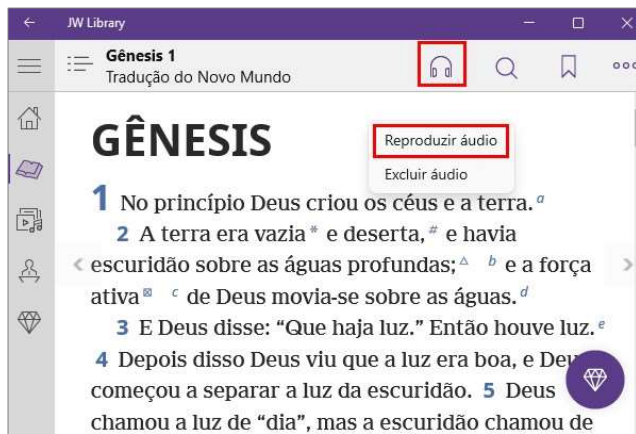 JW Library
Gênesis 1
Tradução do Novo Mundo
GÊNESIS
Reproduzir áudio
Excluir áudio
1 No princípio Deus criou os céus e a terra. a
2 A terra era vazia * e deserta, # e havia
escuridão sobre as águas profundas; △ b e a força
ativa ⊠ c de Deus movia-se sobre as águas. d
3 E Deus disse: “Que haja luz.” Então houve luz. e
4 Depois disso Deus viu que a luz era boa, e
começou a separar a luz da escuridão. 5 Deus
chamou a luz de “dia”, mas a escuridão chamou de